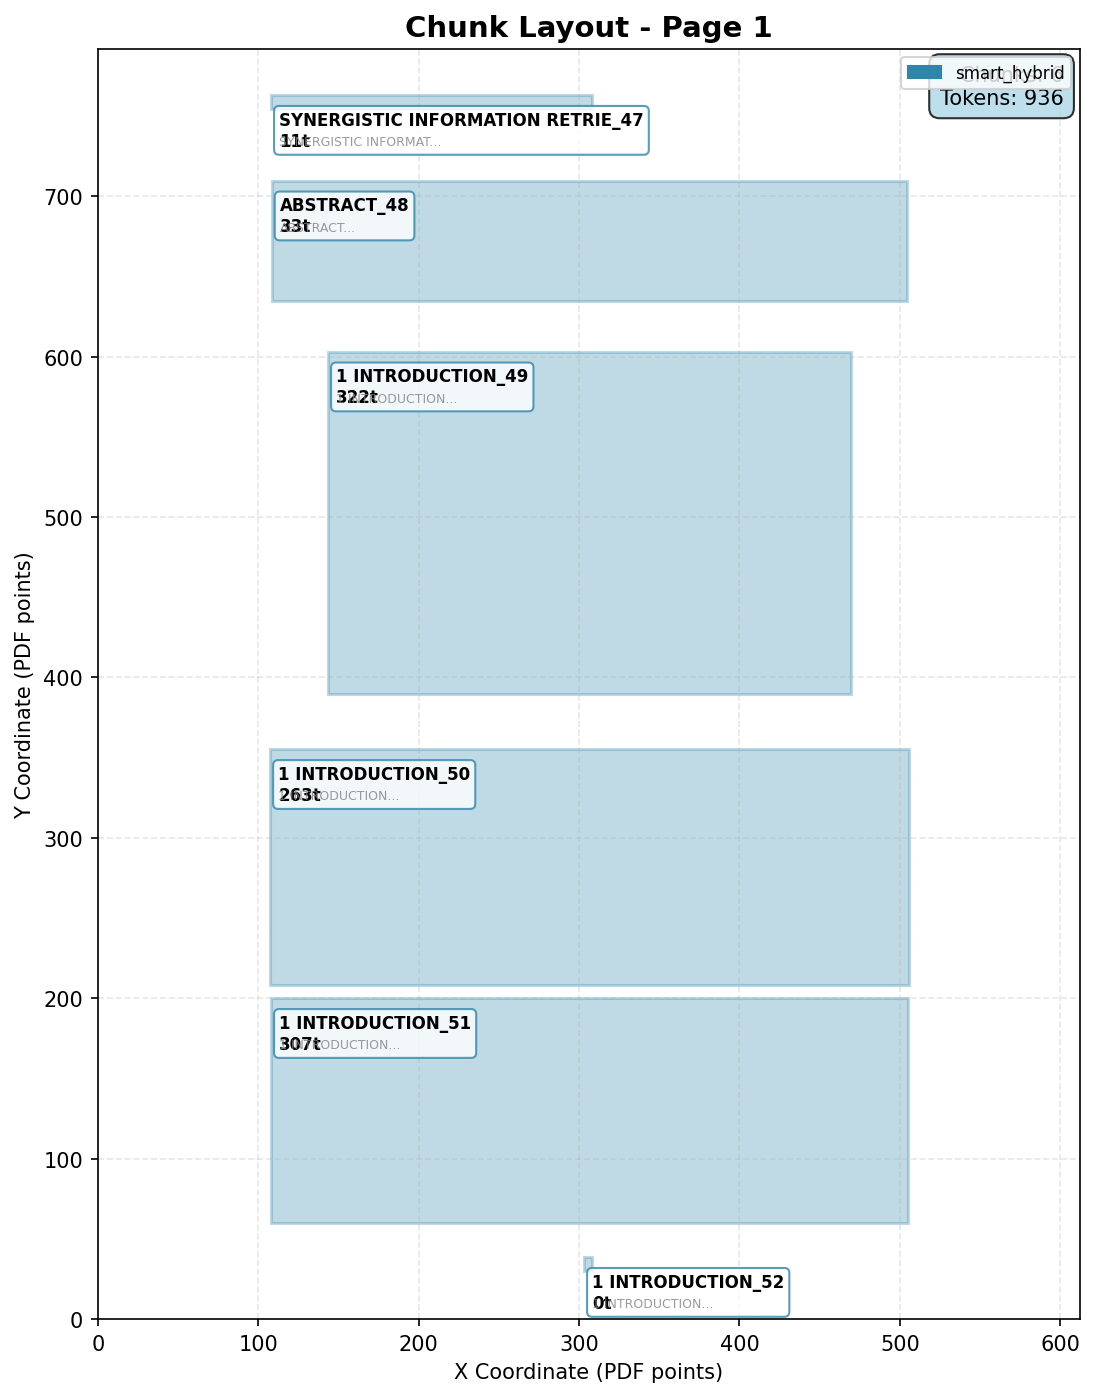 Chunk Layout - Page 1
smart_hybrid
Chunks: 6
Tokens: 936
SYNERGISTIC INFORMATION RETRIE_47
11t
SYNERGISTIC INFORMAT...
ABSTRACT_48
33t
ABSTRACT...
1 INTRODUCTION_49
322t
1 INTRODUCTION...
1 INTRODUCTION_50
263t
1 INTRODUCTION...
1 INTRODUCTION_51
307t
1 INTRODUCTION...
1 INTRODUCTION_52
0t
1 INTRODUCTION...
700
600
500
400
300
200
100
0
Y Coordinate (PDF points)
0 100 200 300 400 500 600
X Coordinate (PDF points)